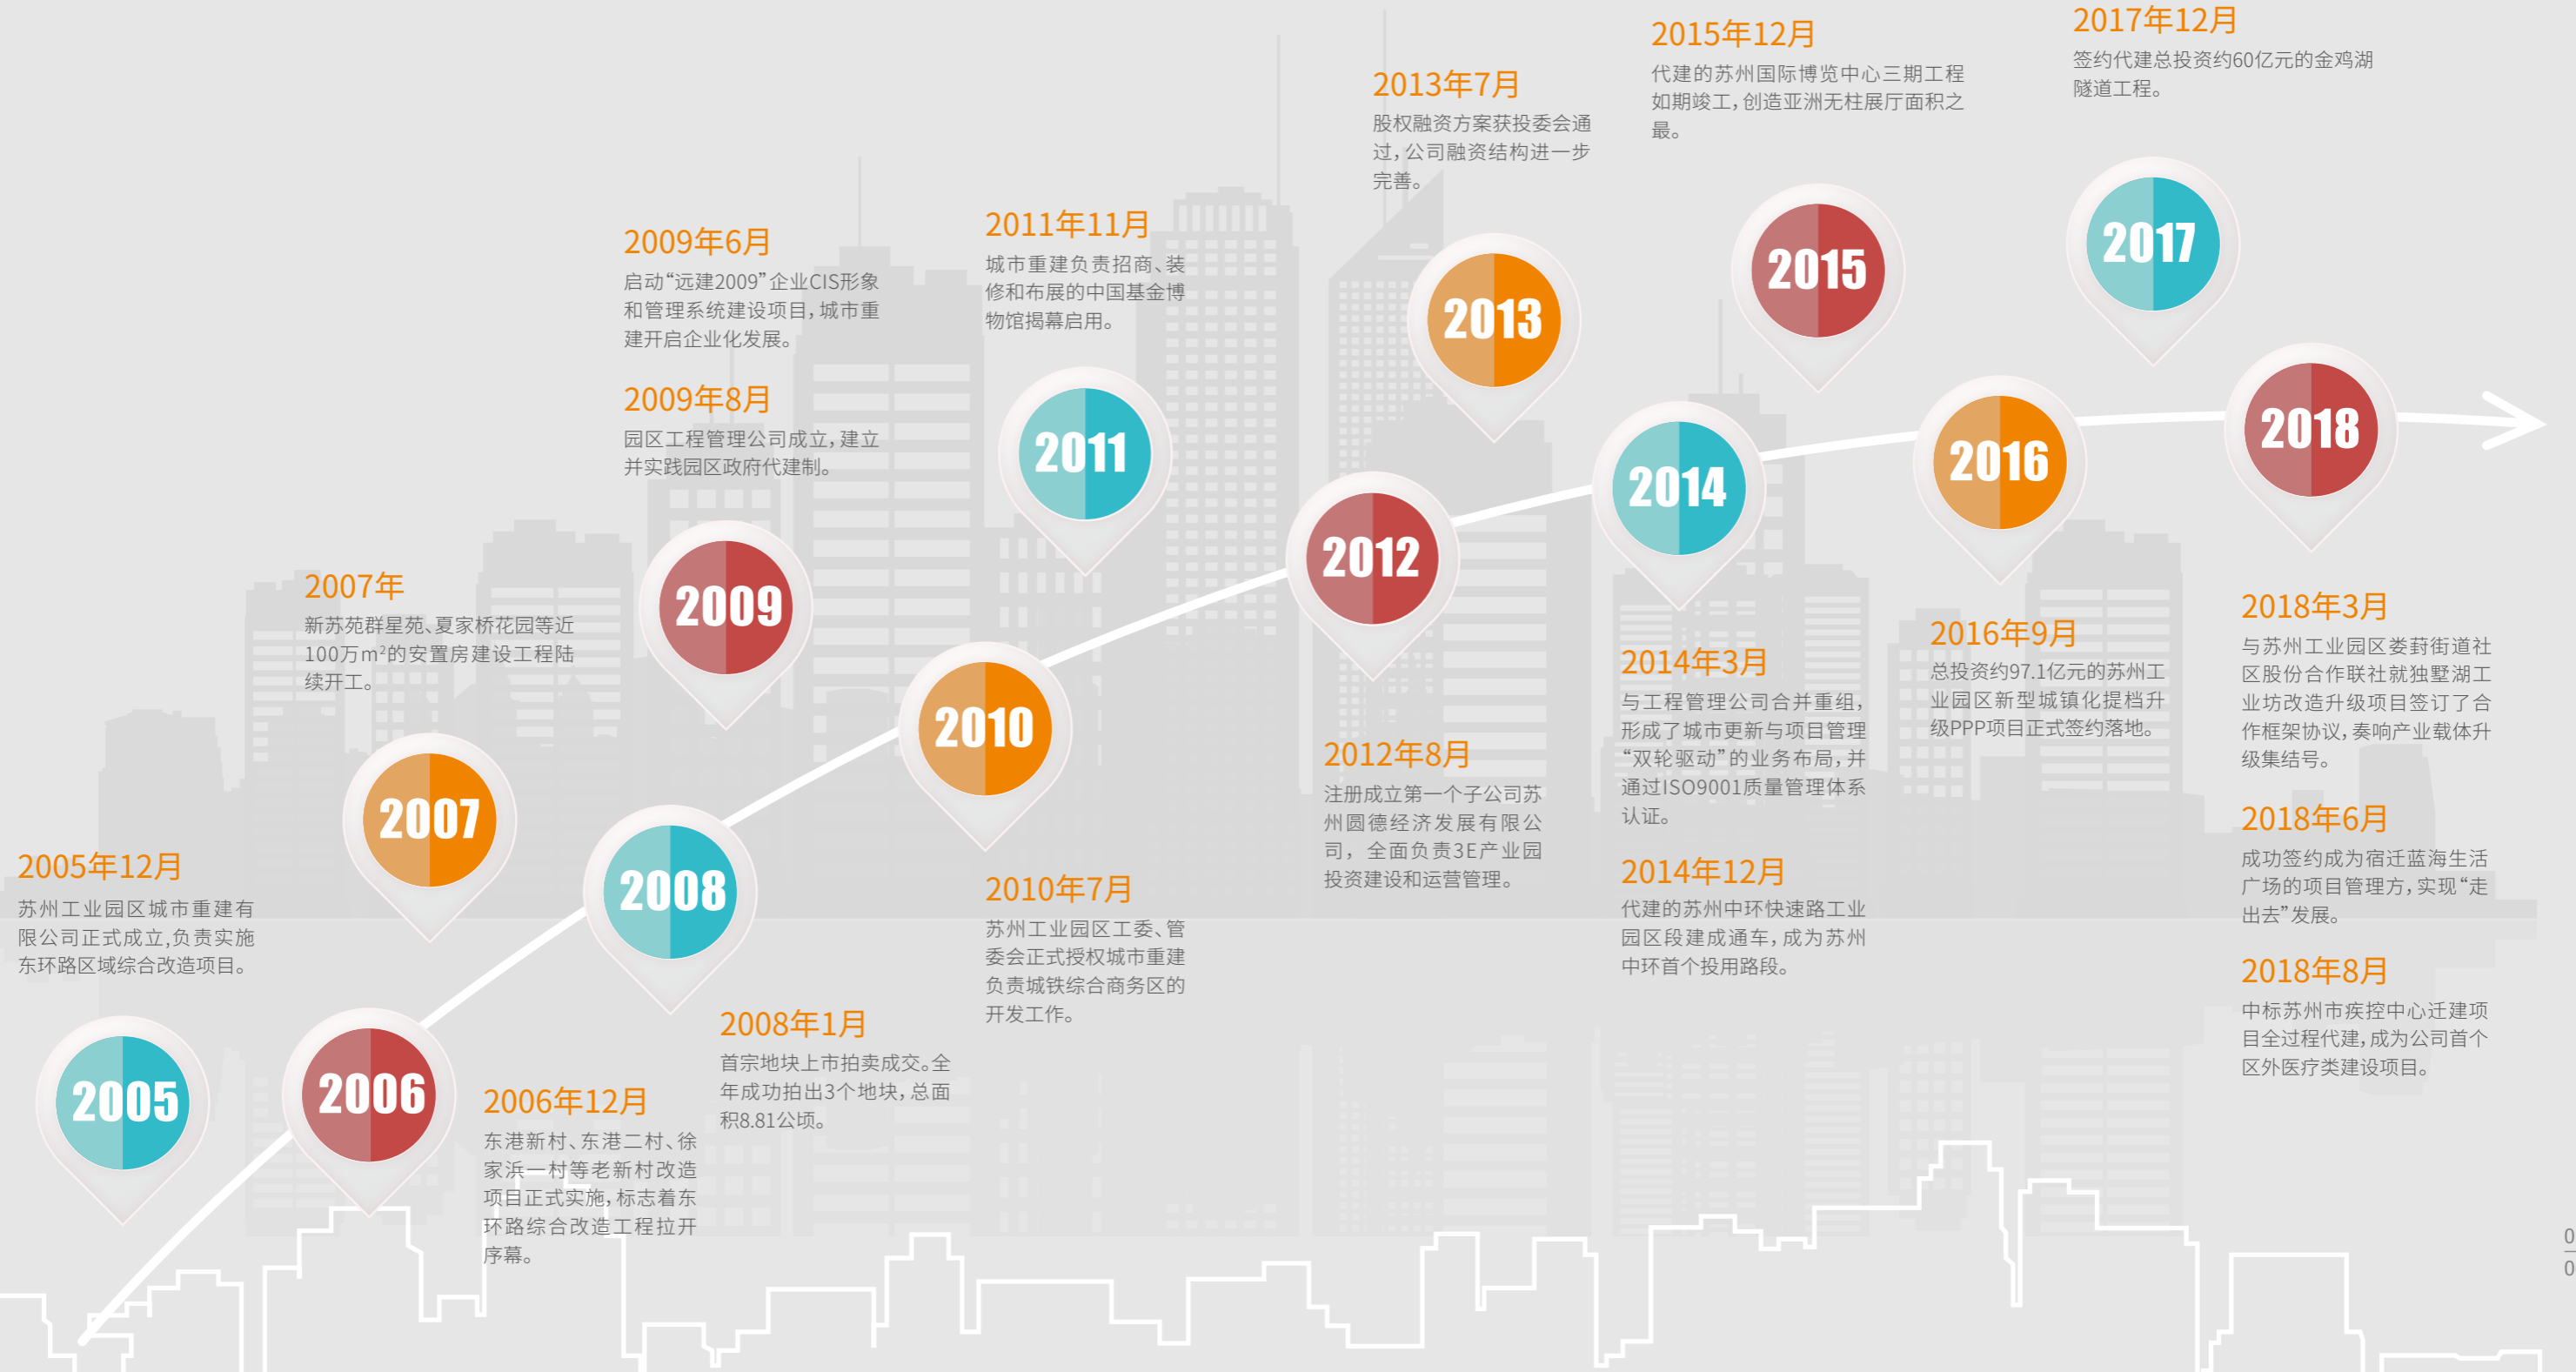 2005年12月
苏州工业园区城市重建有
限公司正式成立,负责实施
东环路区域综合改造项目。
2005
2006
2006年12月
东港新村、东港二村、徐
家浜一村等老新村改造
项目正式实施,标志着东
环路综合改造工程拉开
序幕。
2007年
新苏苑群星苑、夏家桥花园等近
100万m²的安置房建设工程陆
续开工。
2007
2008
2008年1月
首宗地块上市拍卖成交。全
年成功拍出3个地块,总面
积8.81公顷。
2009年6月
启动“远建2009”企业CIS形象
和管理系统建设项目,城市重
建开启企业化发展。
2009年8月
园区工程管理公司成立,建立
并实践园区政府代建制。
2009
2010
2010年7月
苏州工业园区工委、管
委会正式授权城市重建
负责城铁综合商务区的
开发工作。
2011年11月
城市重建负责招商、装
修和布展的中国基金博
物馆揭幕启用。
2011
2012
2012年8月
注册成立第一个子公司苏
州圆德经济发展有限公
司，全面负责3E产业园
投资建设和运营管理。
2013年7月
股权融资方案获投委会通
过,公司融资结构进一步
完善。
2013
2014
2014年3月
与工程管理公司合并重组,
形成了城市更新与项目管理
“双轮驱动”的业务布局,并
通过ISO9001质量管理体系
认证。
2014年12月
代建的苏州中环快速路工业
园区段建成通车,成为苏州
中环首个投用路段。
2015年12月
代建的苏州国际博览中心三期工程
如期竣工,创造亚洲无柱展厅面积之
最。
2015
2016
2016年9月
总投资约97.1亿元的苏州工
业园区新型城镇化提档升
级PPP项目正式签约落地。
2017年12月
签约代建总投资约60亿元的金鸡湖
隧道工程。
2017
2018
2018年3月
与苏州工业园区娄葑街道社
区股份合作联社就独墅湖工
业坊改造升级项目签订了合
作框架协议,奏响产业载体升
级集结号。
2018年6月
成功签约成为宿迁蓝海生活
广场的项目管理方,实现“走
出去”发展。
2018年8月
中标苏州市疾控中心迁建项
目全过程代建,成为公司首个
区外医疗类建设项目。
0
0